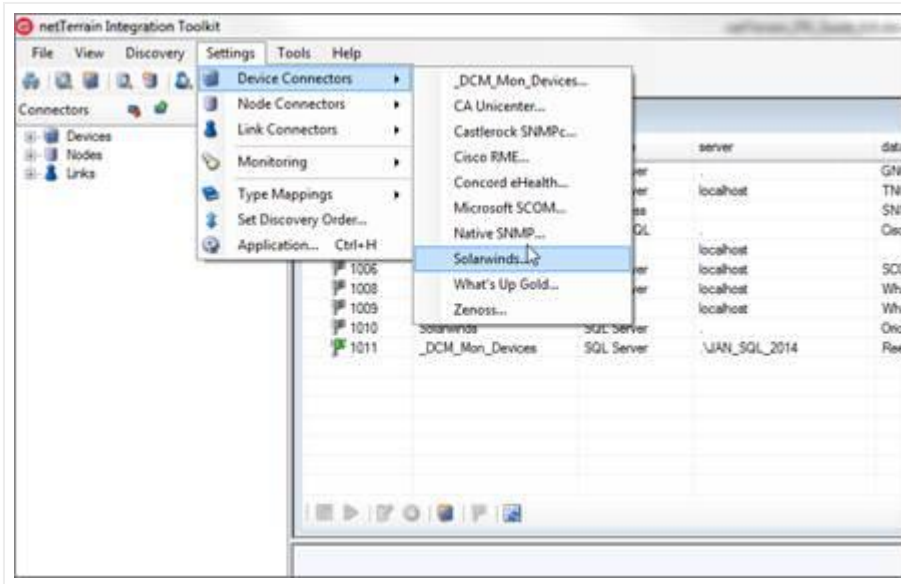 netTerrain Integration Toolkit
File View Discovery Settings Tools Help
Device Connectors
Node Connectors
Link Connectors
Monitoring
Type Mappings
Set Discovery Order...
Application... Ctrl+H
_DCM_Mon_Devices...
CA Unicenter...
Castlerock SNMPc...
Cisco RME...
Concord eHealth...
Microsoft SCOM...
Native SNMP...
Solarwinds...
What's Up Gold...
Zenoss...
Connectors
Devices
Nodes
Links
server
localhost
localhost
1006 localhost
1008 localhost
1009 localhost
1010 Solarwinds SQL Server .
1011 _DCM_Mon_Devices SQL Server .\JAN_SQL_2014